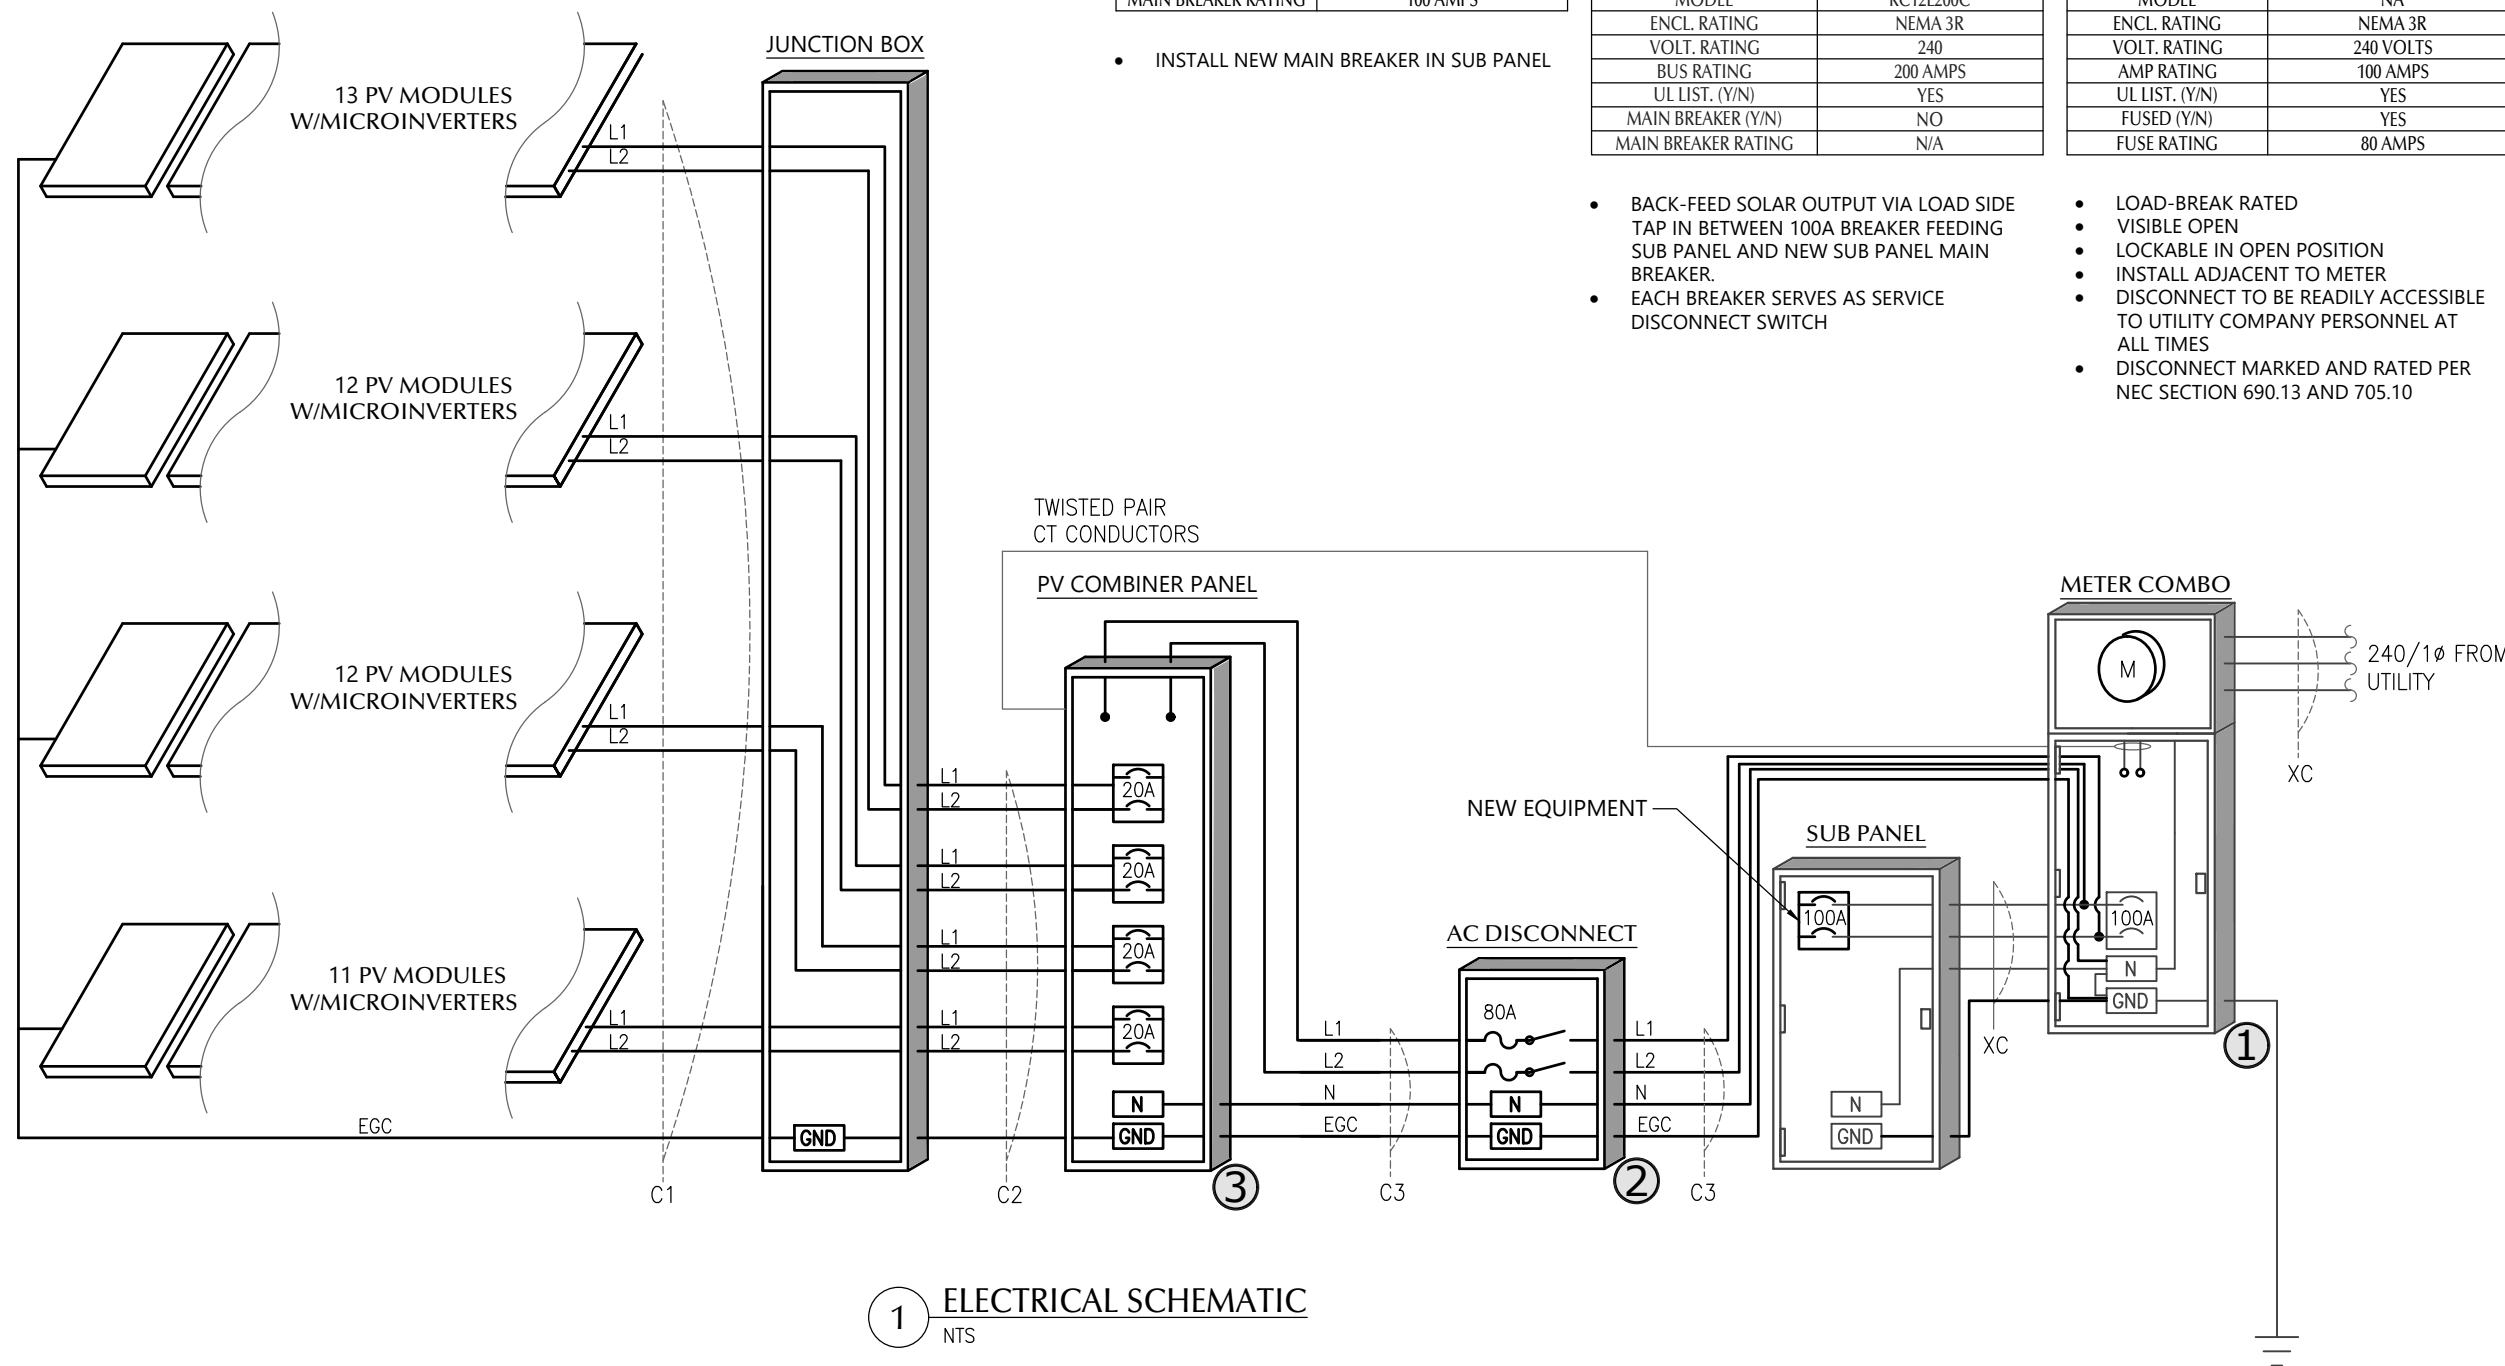 MAIN BREAKER RATING 100 AMPS
INSTALL NEW MAIN BREAKER IN SUB PANEL
MODEL RC12L200C
ENCL. RATING NEMA 3R
VOLT. RATING 240
BUS RATING 200 AMPS
UL LIST. (Y/N) YES
MAIN BREAKER (Y/N) NO
MAIN BREAKER RATING N/A
MODEL NA
ENCL. RATING NEMA 3R
VOLT. RATING 240 VOLTS
AMP RATING 100 AMPS
UL LIST. (Y/N) YES
FUSED (Y/N) YES
FUSE RATING 80 AMPS
BACK-FEED SOLAR OUTPUT VIA LOAD SIDE
TAP IN BETWEEN 100A BREAKER FEEDING
SUB PANEL AND NEW SUB PANEL MAIN
BREAKER.
EACH BREAKER SERVES AS SERVICE
DISCONNECT SWITCH
LOAD-BREAK RATED
VISIBLE OPEN
LOCKABLE IN OPEN POSITION
INSTALL ADJACENT TO METER
DISCONNECT TO BE READILY ACCESSIBLE
TO UTILITY COMPANY PERSONNEL AT
ALL TIMES
DISCONNECT MARKED AND RATED PER
NEC SECTION 690.13 AND 705.10
JUNCTION BOX
13 PV MODULES
W/MICROINVERTERS
L1
L2
12 PV MODULES
W/MICROINVERTERS
L1
L2
12 PV MODULES
W/MICROINVERTERS
L1
L2
11 PV MODULES
W/MICROINVERTERS
L1
L2
EGC
GND
C1
L1
L2
L1
L2
L1
L2
L1
L2
C2
TWISTED PAIR
CT CONDUCTORS
PV COMBINER PANEL
20A
20A
20A
20A
N
GND
3
L1
L2
N
EGC
C3
AC DISCONNECT
80A
N
GND
2
L1
L2
N
EGC
C3
NEW EQUIPMENT
SUB PANEL
100A
N
GND
XC
METER COMBO
M
100A
N
GND
1
240/1ø FROM
UTILITY
XC
1 ELECTRICAL SCHEMATIC
NTS